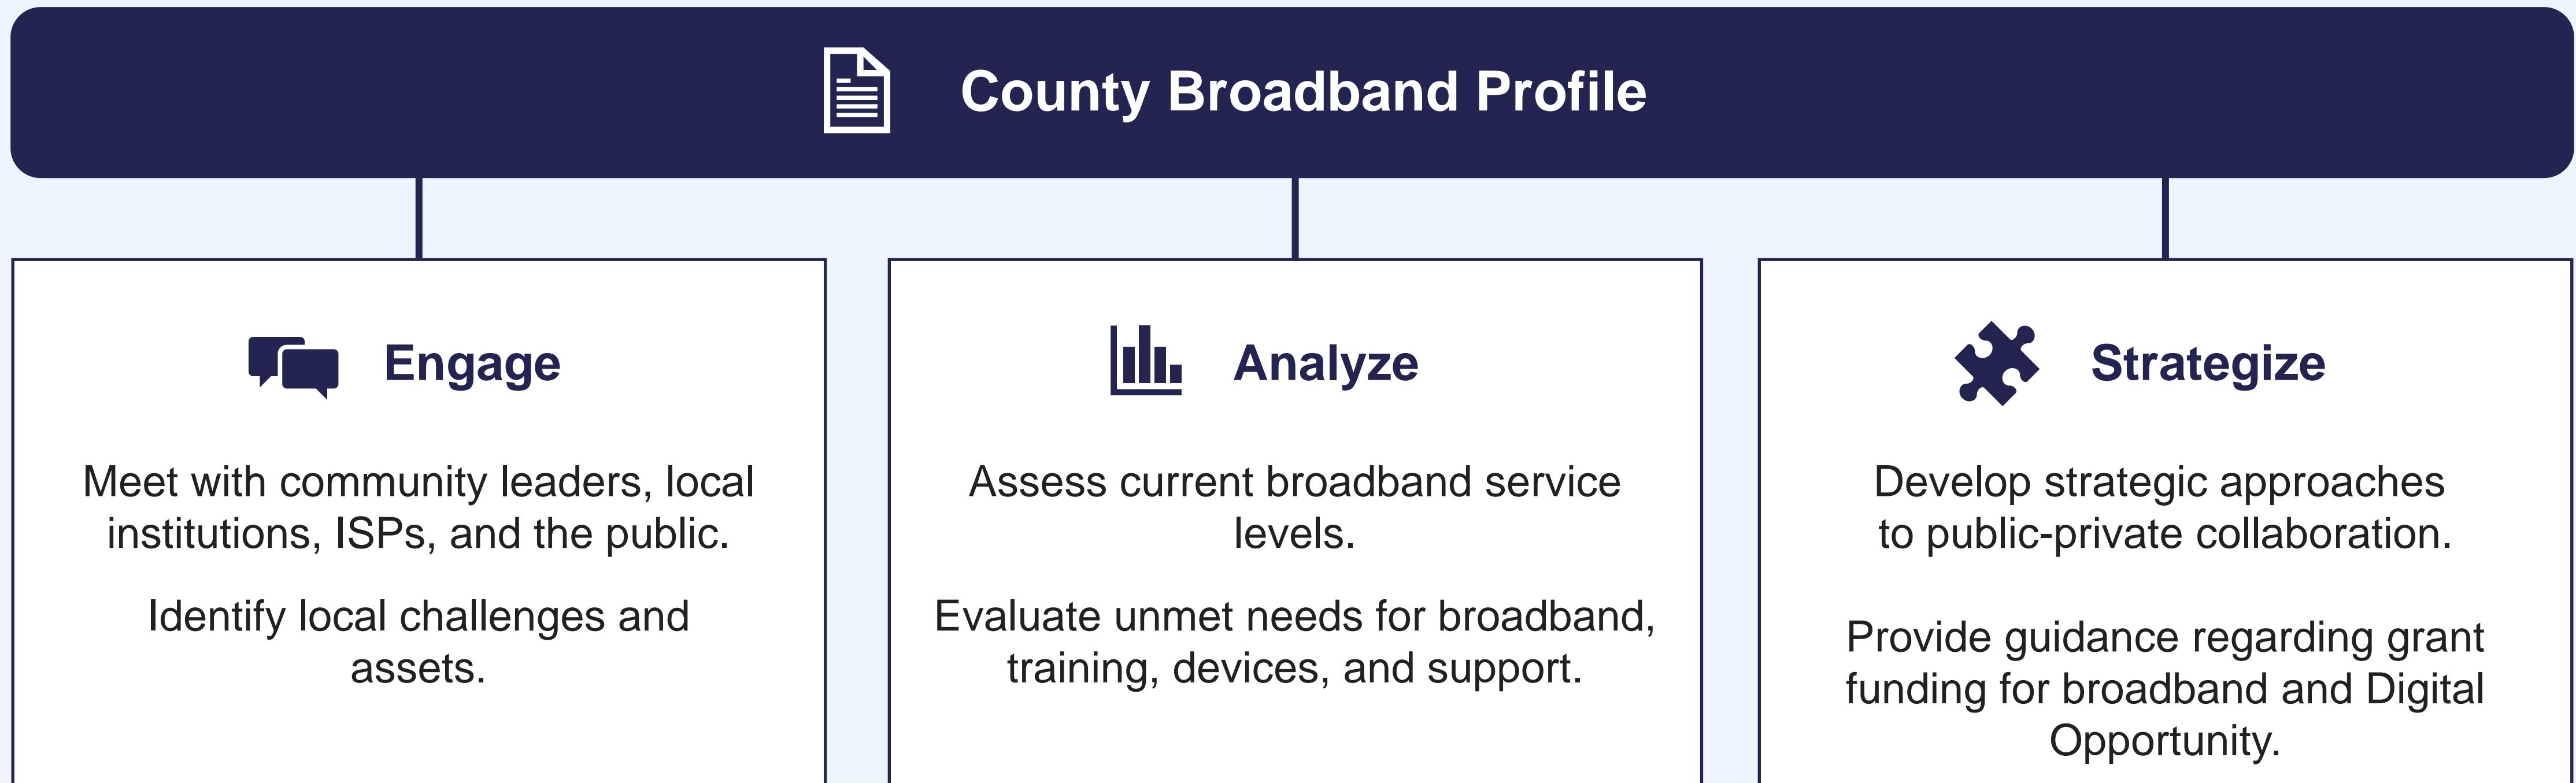 County Broadband Profile
Engage
Meet with community leaders, local
institutions, ISPs, and the public.
Identify local challenges and
assets.
Analyze
Assess current broadband service
levels.
Evaluate unmet needs for broadband,
training, devices, and support.
Strategize
Develop strategic approaches
to public-private collaboration.
Provide guidance regarding grant
funding for broadband and Digital
Opportunity.